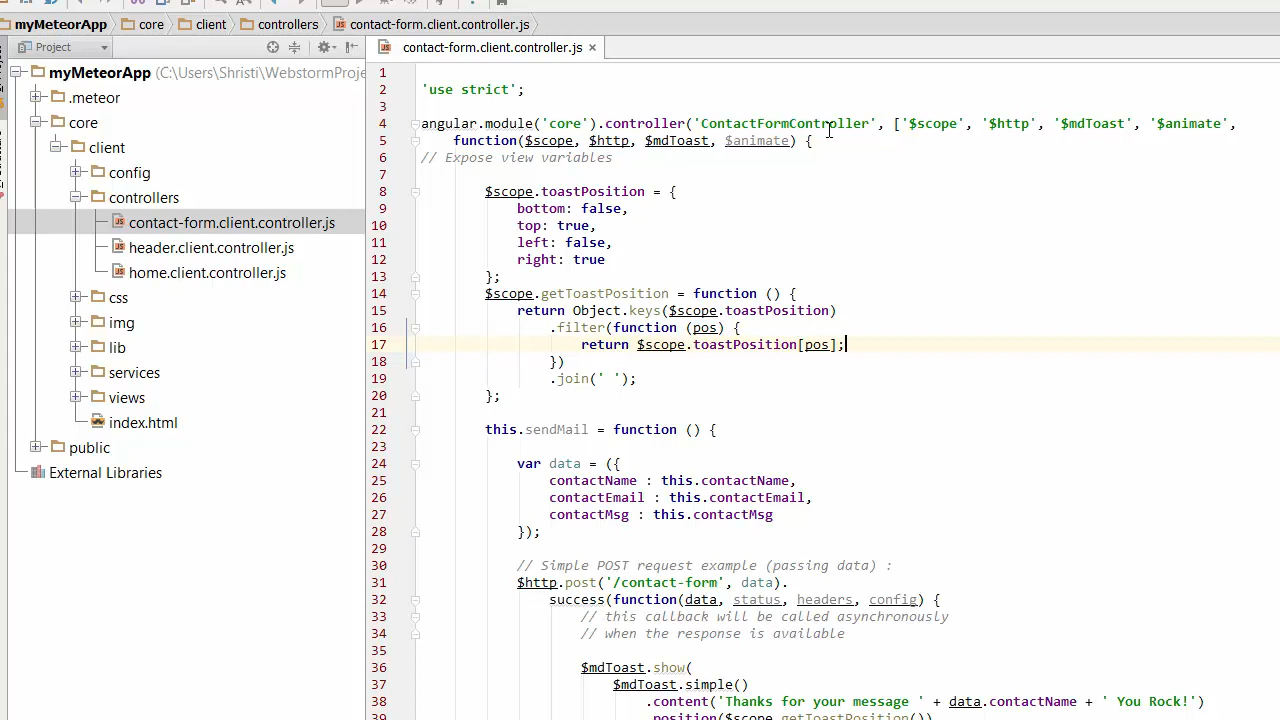 myMeteorApp core client controllers contact-form.client.controller.js
Project
contact-form.client.controller.js
myMeteorApp (C:\Users\Shristi\WebstormProje
.meteor
core
client
config
controllers
contact-form.client.controller.js
header.client.controller.js
home.client.controller.js
css
img
lib
services
views
index.html
public
External Libraries
1
2 'use strict';
3
4 angular.module('core').controller('ContactFormController', ['$scope', '$http', '$mdToast', '$animate',
5 function($scope, $http, $mdToast, $animate) {
6 // Expose view variables
7
8 $scope.toastPosition = {
9 bottom: false,
10 top: true,
11 left: false,
12 right: true
13 };
14 $scope.getToastPosition = function () {
15 return Object.keys($scope.toastPosition)
16 .filter(function (pos) {
17 return $scope.toastPosition[pos];
18 })
19 .join(' ');
20 };
21
22 this.sendMail = function () {
23
24 var data = ({
25 contactName : this.contactName,
26 contactEmail : this.contactEmail,
27 contactMsg : this.contactMsg
28 });
29
30 // Simple POST request example (passing data) :
31 $http.post('/contact-form', data).
32 success(function(data, status, headers, config) {
33 // this callback will be called asynchronously
34 // when the response is available
35
36 $mdToast.show(
37 $mdToast.simple()
38 .content('Thanks for your message ' + data.contactName + ' You Rock!')
39 .position($scope.getToastPosition())